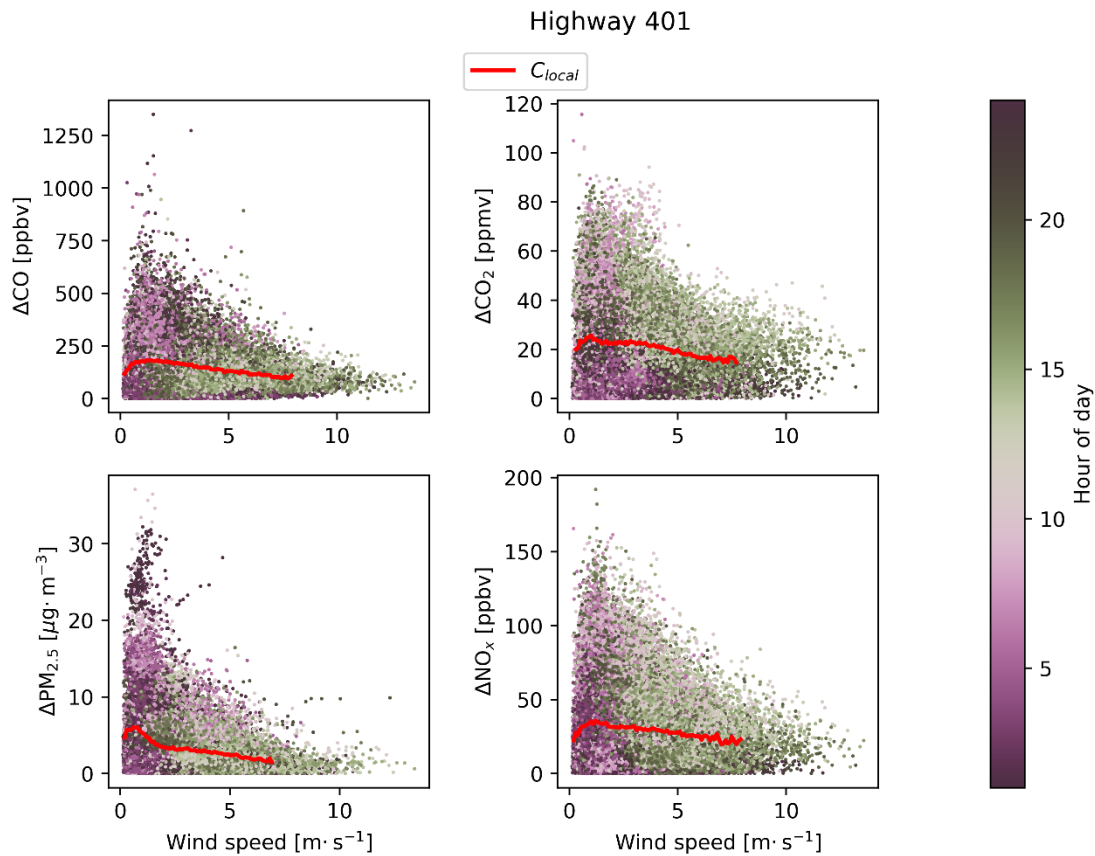 Highway 401
C_local
ΔCO [ppbv]
1250
1000
750
500
250
0
0 5 10
ΔCO₂ [ppmv]
120
100
80
60
40
20
0
0 5 10
ΔPM₂.₅ [μg· m⁻³]
30
20
10
0
0 5 10
Wind speed [m· s⁻¹]
ΔNOₓ [ppbv]
200
150
100
50
0
0 5 10
Wind speed [m· s⁻¹]
20
15
10
5
Hour of day